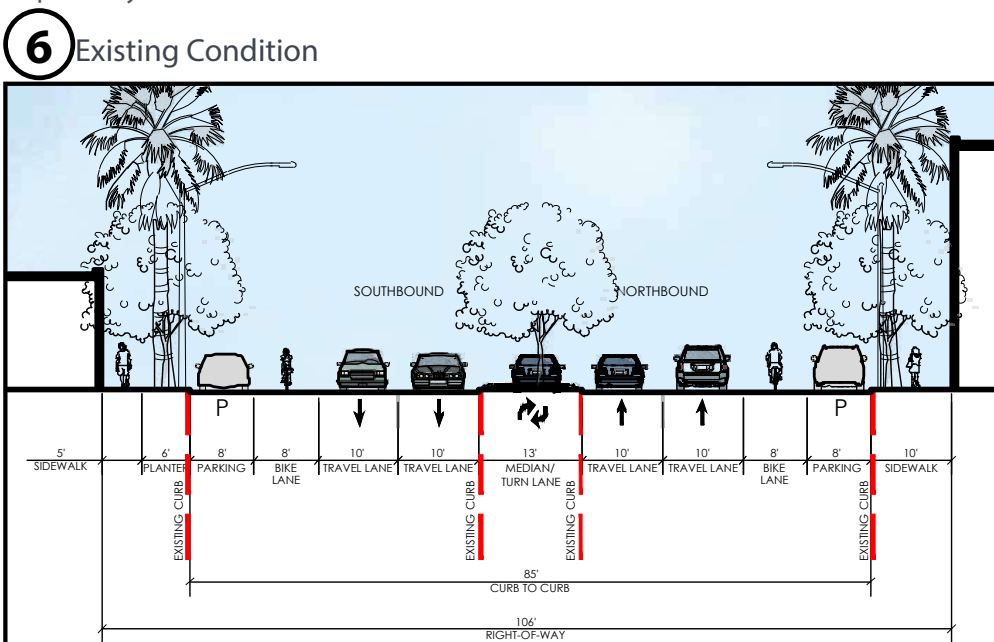 6 Existing Condition
SOUTHBOUND
NORTHBOUND
P
P
5'
SIDEWALK
6'
PLANTER
8'
PARKING
8'
BIKE
LANE
10'
TRAVEL LANE
10'
TRAVEL LANE
13'
MEDIAN/
TURN LANE
10'
TRAVEL LANE
10'
TRAVEL LANE
8'
BIKE
LANE
8'
PARKING
10'
SIDEWALK
EXISTING CURB
EXISTING CURB
EXISTING CURB
EXISTING CURB
85'
CURB TO CURB
106'
RIGHT-OF-WAY